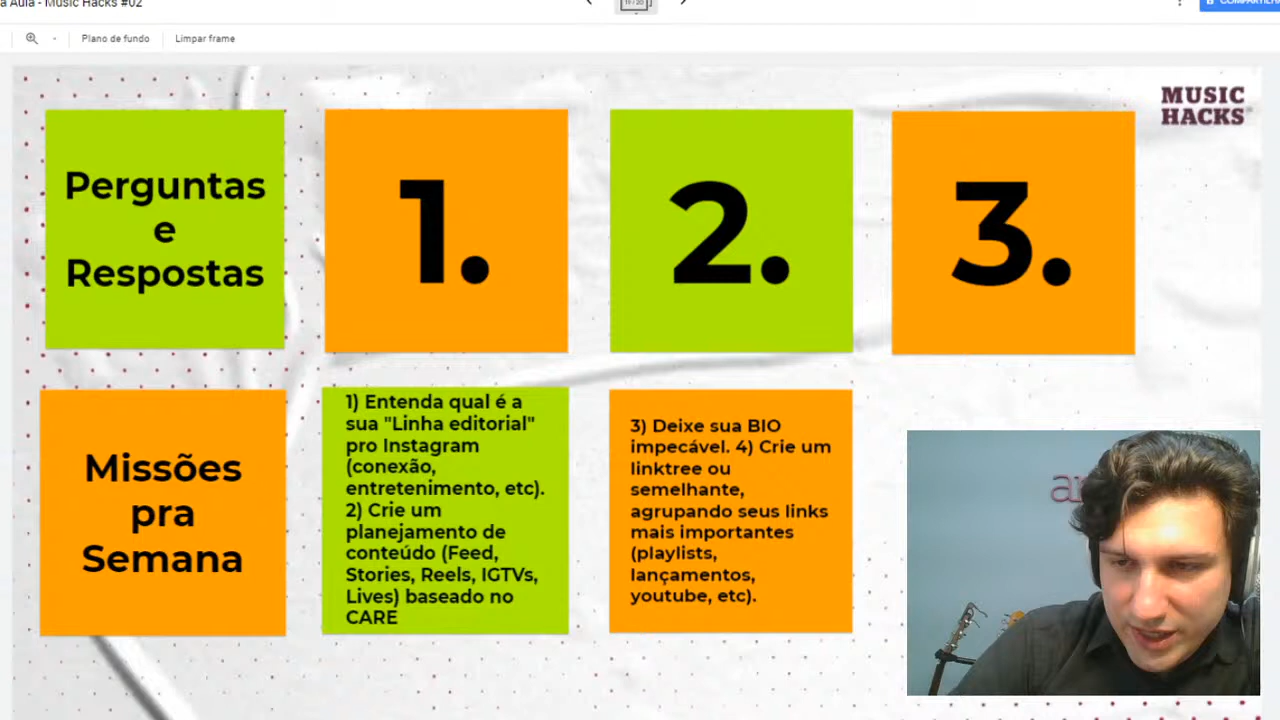 a Aula - Music Hacks #02
11 / 20
COMPARTILHA
Plano de fundo
Limpar frame
MUSIC
HACKS
Perguntas
e
Respostas
1.
2.
3.
Missões
pra
Semana
1) Entenda qual é a
sua "Linha editorial"
pro Instagram
(conexão,
entretenimento, etc).
2) Crie um
planejamento de
conteúdo (Feed,
Stories, Reels, IGTVs,
Lives) baseado no
CARE
3) Deixe sua BIO
impecável. 4) Crie um
linktree ou
semelhante,
agrupando seus links
mais importantes
(playlists,
lançamentos,
youtube, etc).